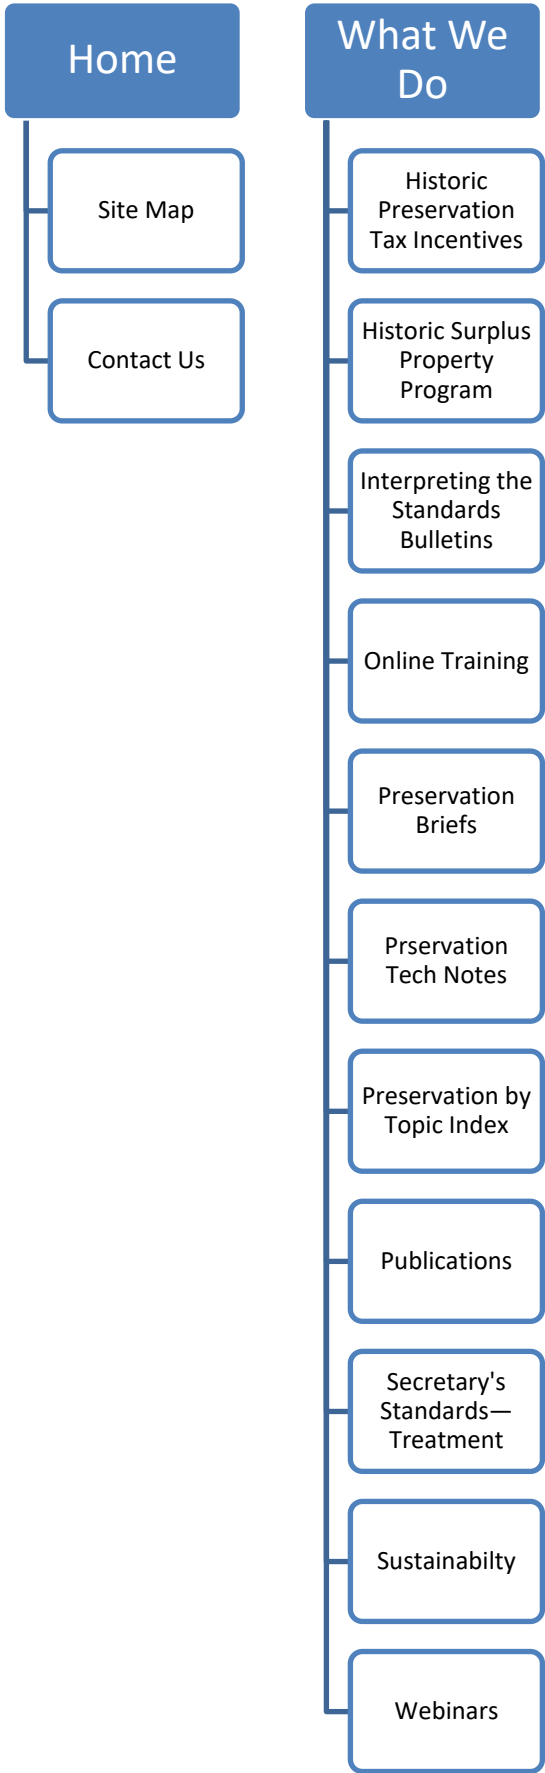 Home
Site Map
Contact Us
What We
Do
Historic
Preservation
Tax Incentives
Historic Surplus
Property
Program
Interpreting the
Standards
Bulletins
Online Training
Preservation
Briefs
Prservation
Tech Notes
Preservation by
Topic Index
Publications
Secretary's
Standards—
Treatment
Sustainabilty
Webinars